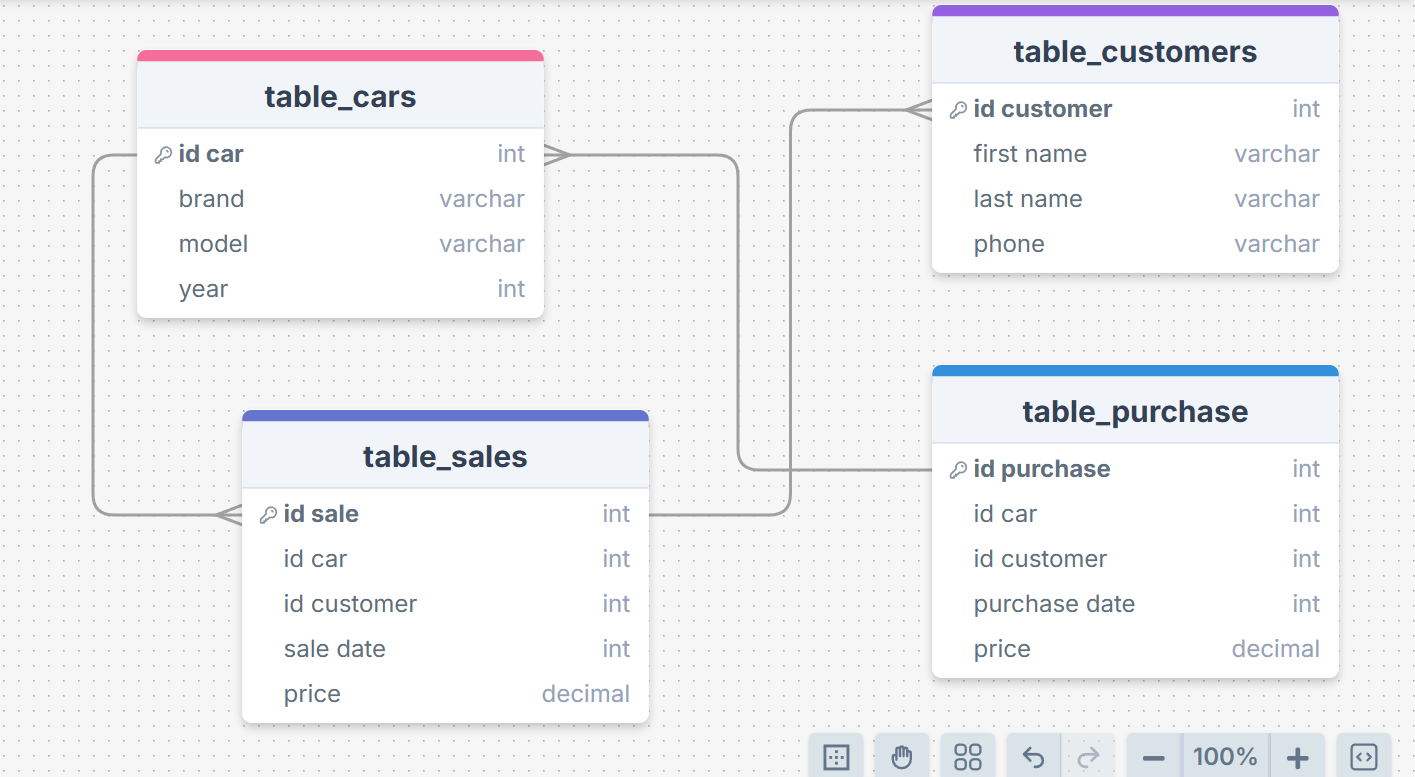 table_cars
id car int
brand varchar
model varchar
year int
table_customers
id customer int
first name varchar
last name varchar
phone varchar
table_sales
id sale int
id car int
id customer int
sale date int
price decimal
table_purchase
id purchase int
id car int
id customer int
purchase date int
price decimal
100%